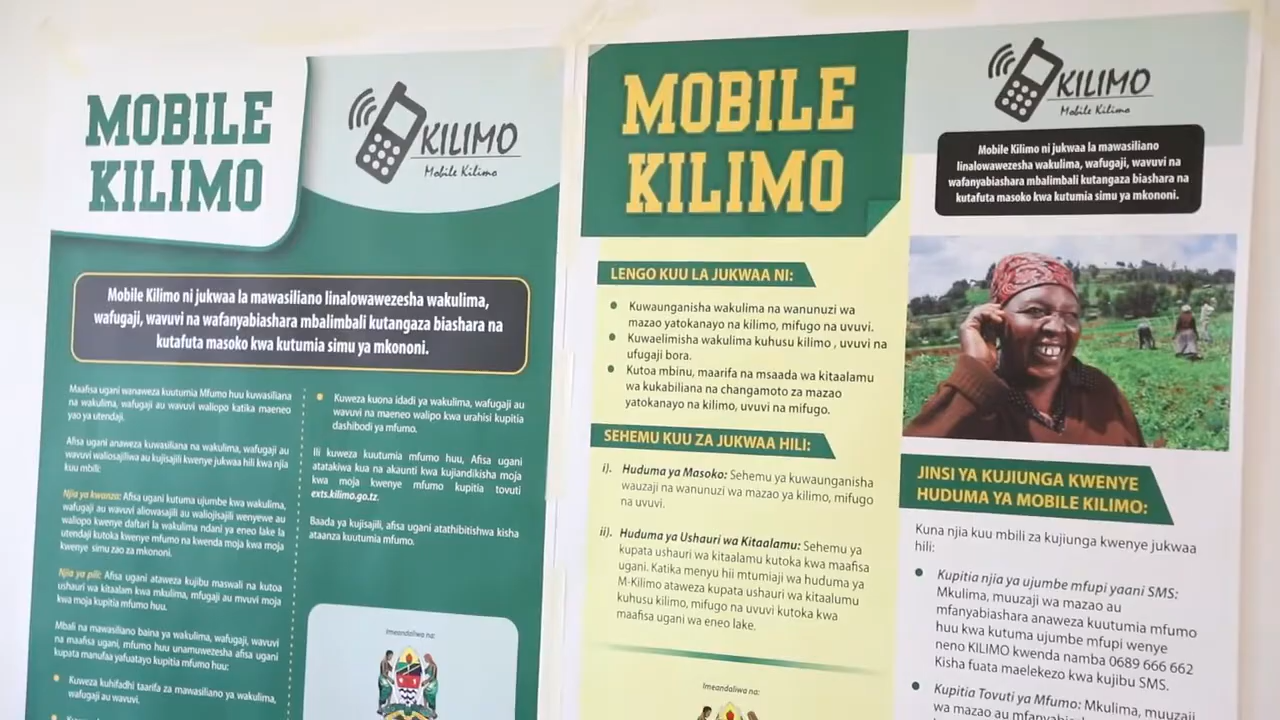 MOBILE
KILIMO
KILIMO
Mobile Kilimo
Mobile Kilimo ni jukwaa la mawasiliano linalowawezesha wakulima,
wafugaji, wavuvi na wafanyabiashara mbalimbali kutangaza biashara na
kutafuta masoko kwa kutumia simu ya mkononi.
Maafisa ugani wanaweza kuutumia Mfumo huu kuwasiliana
na wakulima, wafugaji au wavuvi waliopo katika maeneo
yao ya utendaji.
Afisa ugani anaweza kuwasiliana na wakulima, wafugaji au
wavuvi waliosajiliwa au kujisajili kwenye jukwaa hili kwa njia
kuu mbili:
Njia ya kwanza: Afisa ugani kutuma ujumbe kwa wakulima,
wafugaji au wavuvi aliowasajili au waliojisajili wenyewe au
waliopo kwenye daftari la wakulima ndani ya eneo lake la
utendaji kutoka kwenye mfumo na kwenda moja kwa moja
kwenye simu zao za mkononi.
Njia ya pili: Afisa ugani ataweza kujibu maswali na kutoa
ushauri wa kitaalam kwa mkulima, mfugaji au mvuvi moja
kwa moja kupitia mfumo huu.
Mbali na mawasiliano baina ya wakulima, wafugaji, wavuvi
na maafisa ugani, mfumo huu unamuwezesha afisa ugani
kupata manufaa yafuatayo kupitia mfumo huu:
Kuweza kuhifadhi taarifa za mawasiliano ya wakulima,
wafugaji au wavuvi.
Kuweza kuona idadi ya wakulima, wafugaji au
wavuvi na maeneo walipo kwa urahisi kupitia
dashibodi ya mfumo.
Ili kuweza kuutumia mfumo huu, Afisa ugani
atatakiwa kua na akaunti kwa kujiandikisha moja
kwa moja kwenye mfumo kupitia tovuti
exts.kilimo.go.tz.
Baada ya kujisajili, afisa ugani atathibitishwa kisha
ataanza kuutumia mfumo.
Imeandaliwa na:
MOBILE
KILIMO
LENGO KUU LA JUKWAA NI:
Kuwaunganisha wakulima na wanunuzi wa
mazao yatokanayo na kilimo, mifugo na uvuvi.
Kuwaelimisha wakulima kuhusu kilimo , uvuvi na
ufugaji bora.
Kutoa mbinu, maarifa na msaada wa kitaalamu
wa kukabiliana na changamoto za mazao
yatokanayo na kilimo, uvuvi na mifugo.
SEHEMU KUU ZA JUKWAA HILI:
i). Huduma ya Masoko: Sehemu ya kuwaunganisha
wauzaji na wanunuzi wa mazao ya kilimo, mifugo
na uvuvi.
ii). Huduma ya Ushauri wa Kitaalamu: Sehemu ya
kupata ushauri wa kitaalamu kutoka kwa maafisa
ugani. Katika menyu hii mtumiaji wa huduma ya
M-Kilimo ataweza kupata ushauri wa kitaalamu
kuhusu kilimo, mifugo na uvuvi kutoka kwa
maafisa ugani wa eneo lake.
Imeandaliwa na:
KILIMO
Mobile Kilimo
Mobile Kilimo ni jukwaa la mawasiliano
linalowawezesha wakulima, wafugaji, wavuvi na
wafanyabiashara mbalimbali kutangaza biashara na
kutafuta masoko kwa kutumia simu ya mkononi.
JINSI YA KUJIUNGA KWENYE
HUDUMA YA MOBILE KILIMO:
Kuna njia kuu mbili za kujiunga kwenye jukwaa
hili:
Kupitia njia ya ujumbe mfupi yaani SMS:
Mkulima, muuzaji wa mazao au
mfanyabiashara anaweza kuutumia mfumo
huu kwa kutuma ujumbe mfupi wenye
neno KILIMO kwenda namba 0689 666 662
Kisha fuata maelekezo kwa kujibu SMS.
Kupitia Tovuti ya Mfumo: Mkulima, muuzaji
wa mazao au